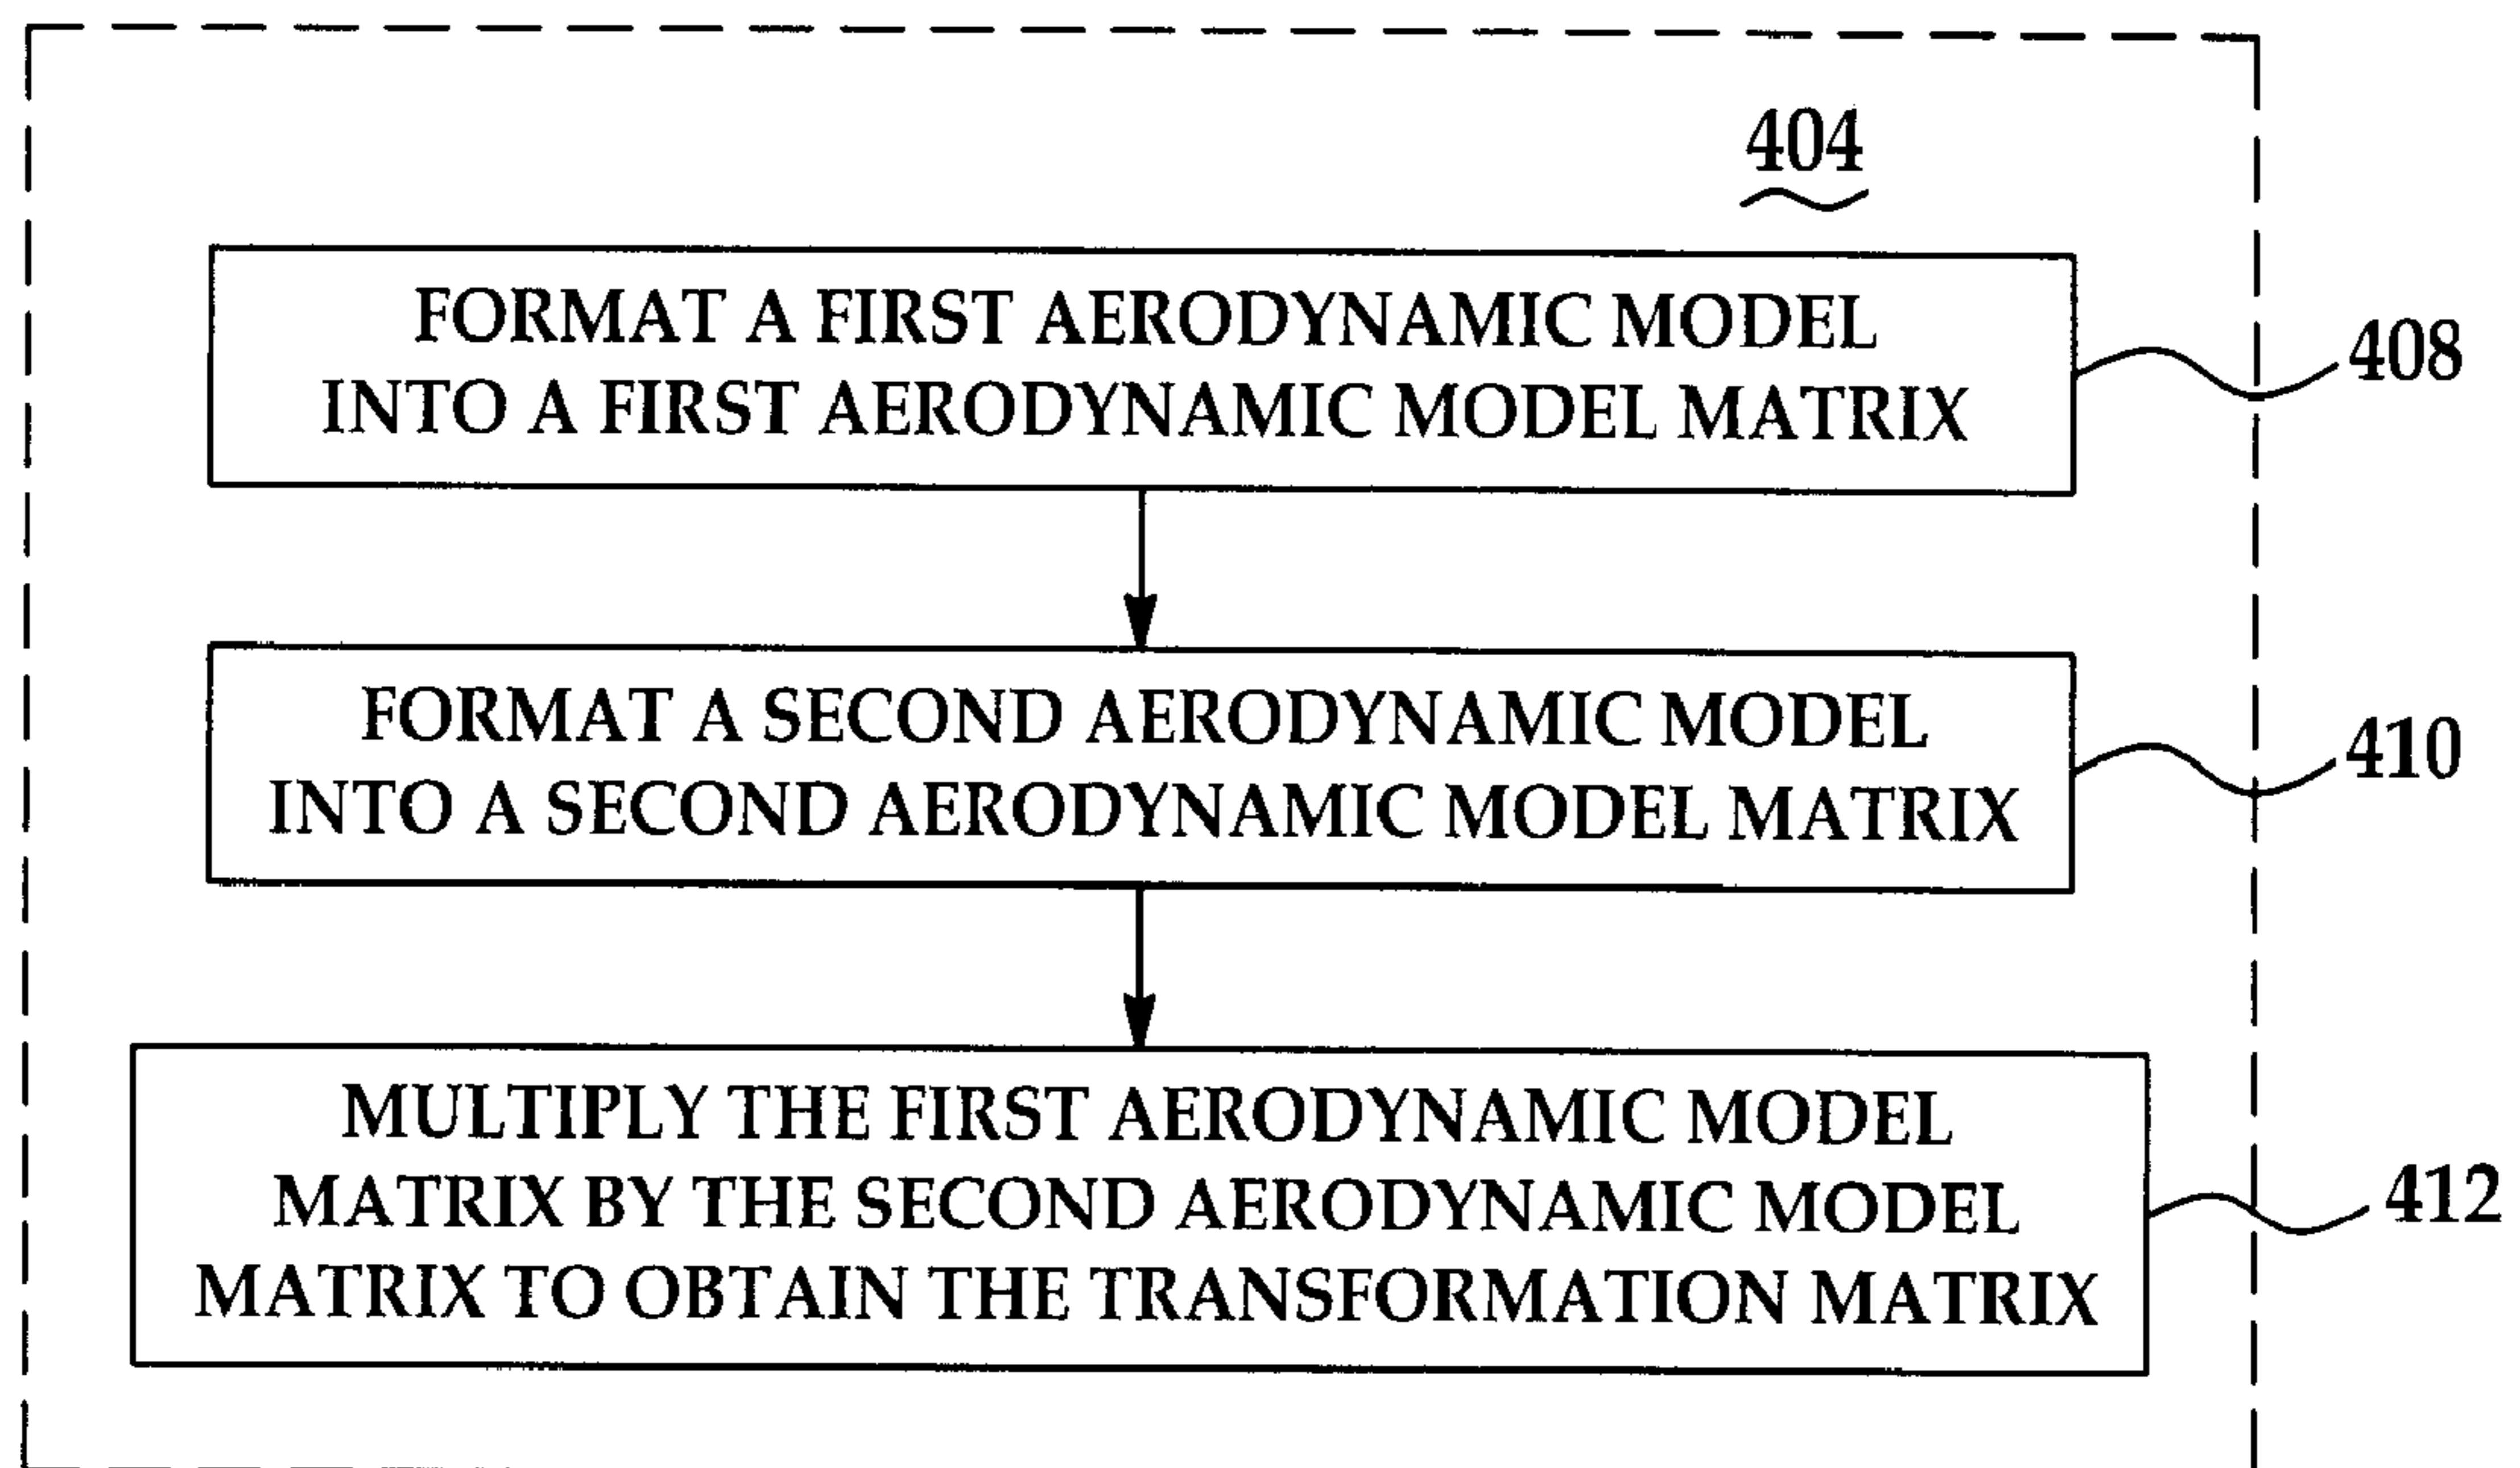 404
FORMAT A FIRST AERODYNAMIC MODEL
INTO A FIRST AERODYNAMIC MODEL MATRIX
408
FORMAT A SECOND AERODYNAMIC MODEL
INTO A SECOND AERODYNAMIC MODEL MATRIX
410
MULTIPLY THE FIRST AERODYNAMIC MODEL
MATRIX BY THE SECOND AERODYNAMIC MODEL
MATRIX TO OBTAIN THE TRANSFORMATION MATRIX
412